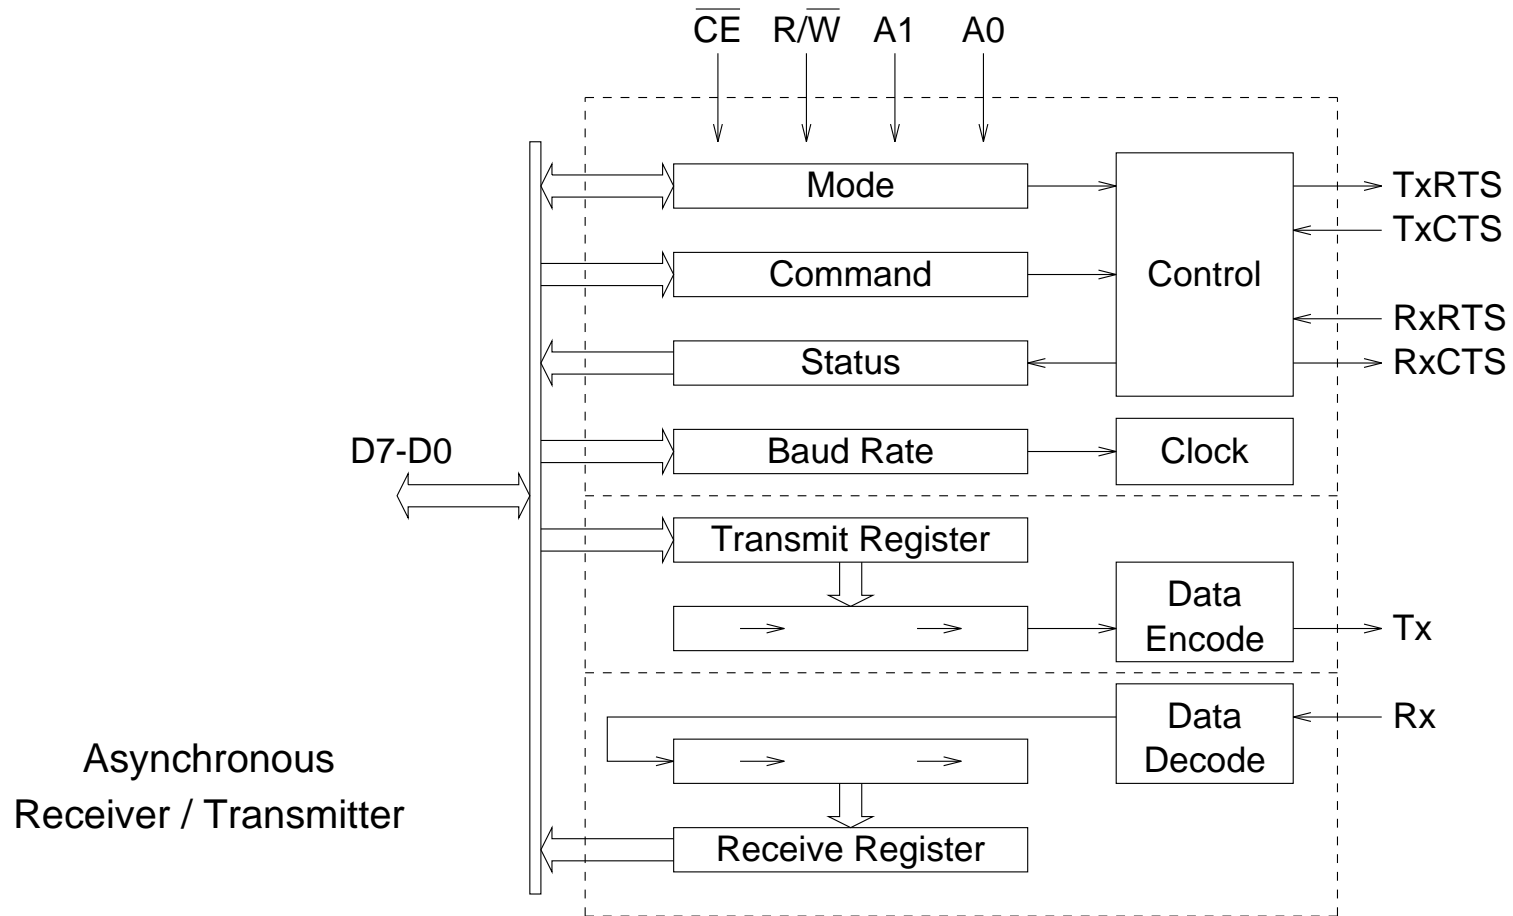 C̅E̅ R/W̅ A1 A0
Mode
TxRTS
TxCTS
Command
Control
RxRTS
Status
RxCTS
D7-D0
Baud Rate
Clock
Transmit Register
Data
Encode
Tx
Data
Decode
Rx
Asynchronous
Receiver / Transmitter
Receive Register